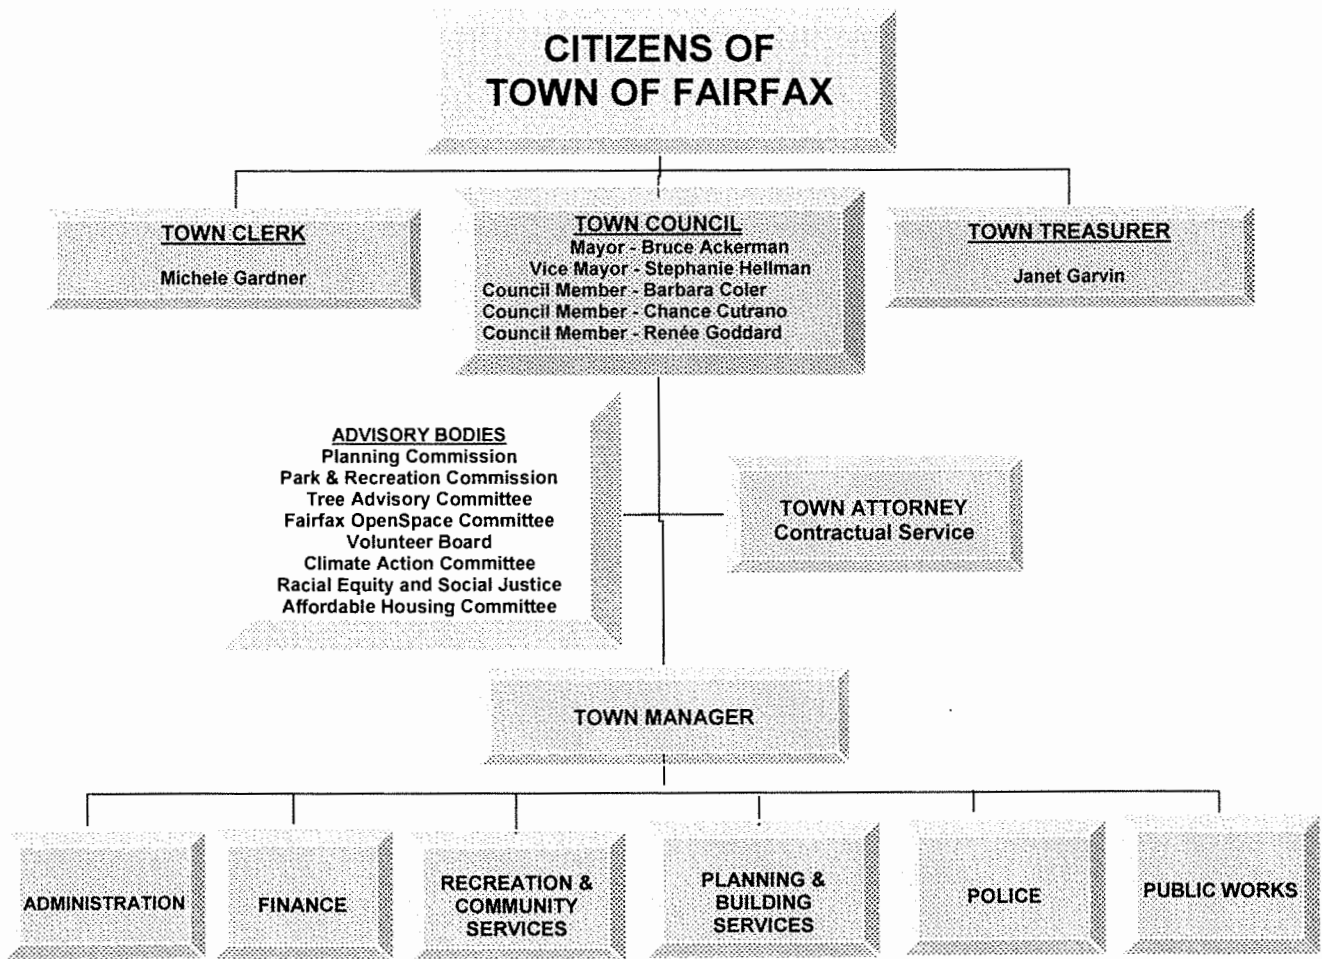 CITIZENS OF
TOWN OF FAIRFAX
TOWN CLERK
Michele Gardner
TOWN COUNCIL
Mayor - Bruce Ackerman
Vice Mayor - Stephanie Hellman
Council Member - Barbara Coler
Council Member - Chance Cutrano
Council Member - Renée Goddard
TOWN TREASURER
Janet Garvin
ADVISORY BODIES
Planning Commission
Park & Recreation Commission
Tree Advisory Committee
Fairfax OpenSpace Committee
Volunteer Board
Climate Action Committee
Racial Equity and Social Justice
Affordable Housing Committee
TOWN ATTORNEY
Contractual Service
TOWN MANAGER
ADMINISTRATION
FINANCE
RECREATION &
COMMUNITY
SERVICES
PLANNING &
BUILDING
SERVICES
POLICE
PUBLIC WORKS